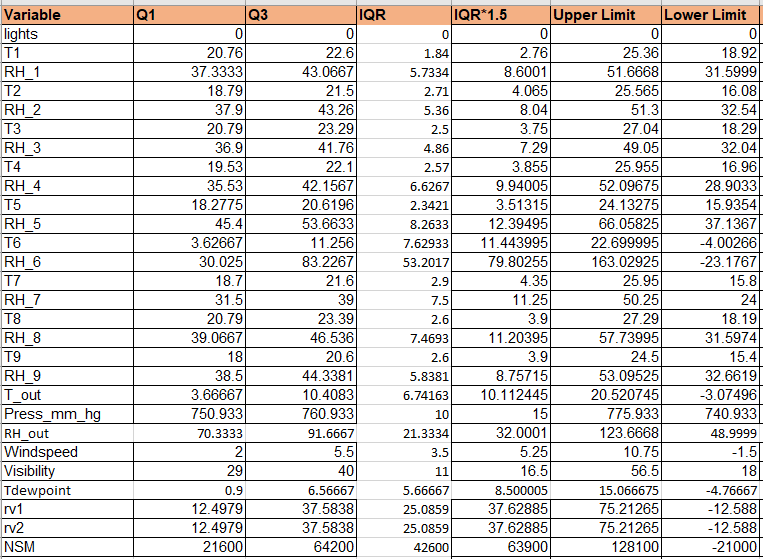 Variable Q1 Q3 IQR IQR*1.5 Upper Limit Lower Limit
lights 0 0 0 0 0 0
T1 20.76 22.6 1.84 2.76 25.36 18.92
RH_1 37.3333 43.0667 5.7334 8.6001 51.6668 31.5999
T2 18.79 21.5 2.71 4.065 25.565 16.08
RH_2 37.9 43.26 5.36 8.04 51.3 32.54
T3 20.79 23.29 2.5 3.75 27.04 18.29
RH_3 36.9 41.76 4.86 7.29 49.05 32.04
T4 19.53 22.1 2.57 3.855 25.955 16.96
RH_4 35.53 42.1567 6.6267 9.94005 52.09675 28.9033
T5 18.2775 20.6196 2.3421 3.51315 24.13275 15.9354
RH_5 45.4 53.6633 8.2633 12.39495 66.05825 37.1367
T6 3.62667 11.256 7.62933 11.443995 22.699995 -4.00266
RH_6 30.025 83.2267 53.2017 79.80255 163.02925 -23.1767
T7 18.7 21.6 2.9 4.35 25.95 15.8
RH_7 31.5 39 7.5 11.25 50.25 24
T8 20.79 23.39 2.6 3.9 27.29 18.19
RH_8 39.0667 46.536 7.4693 11.20395 57.73995 31.5974
T9 18 20.6 2.6 3.9 24.5 15.4
RH_9 38.5 44.3381 5.8381 8.75715 53.09525 32.6619
T_out 3.66667 10.4083 6.74163 10.112445 20.520745 -3.07496
Press_mm_hg 750.933 760.933 10 15 775.933 740.933
RH_out 70.3333 91.6667 21.3334 32.0001 123.6668 48.9999
Windspeed 2 5.5 3.5 5.25 10.75 -1.5
Visibility 29 40 11 16.5 56.5 18
Tdewpoint 0.9 6.56667 5.66667 8.500005 15.066675 -4.76667
rv1 12.4979 37.5838 25.0859 37.62885 75.21265 -12.588
rv2 12.4979 37.5838 25.0859 37.62885 75.21265 -12.588
NSM 21600 64200 42600 63900 128100 -21000